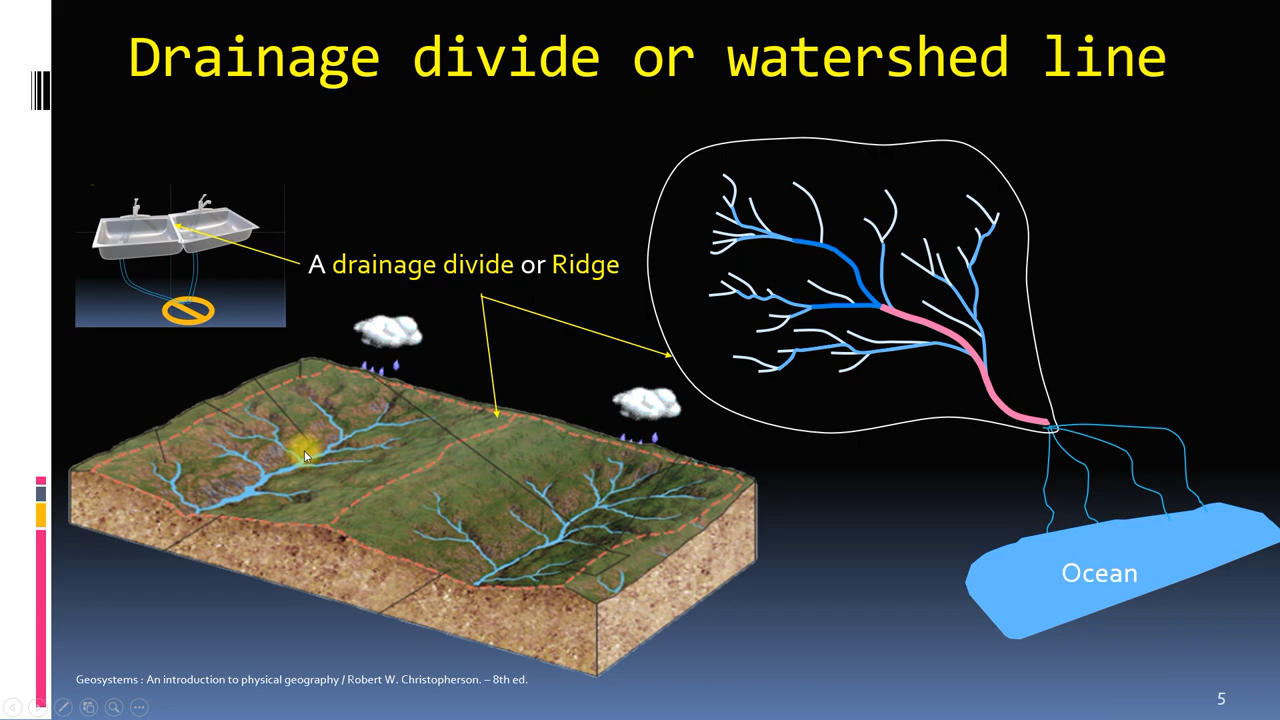 Drainage divide or watershed line
A drainage divide or Ridge
Ocean
Geosystems : An introduction to physical geography / Robert W. Christopherson. – 8th ed.
5